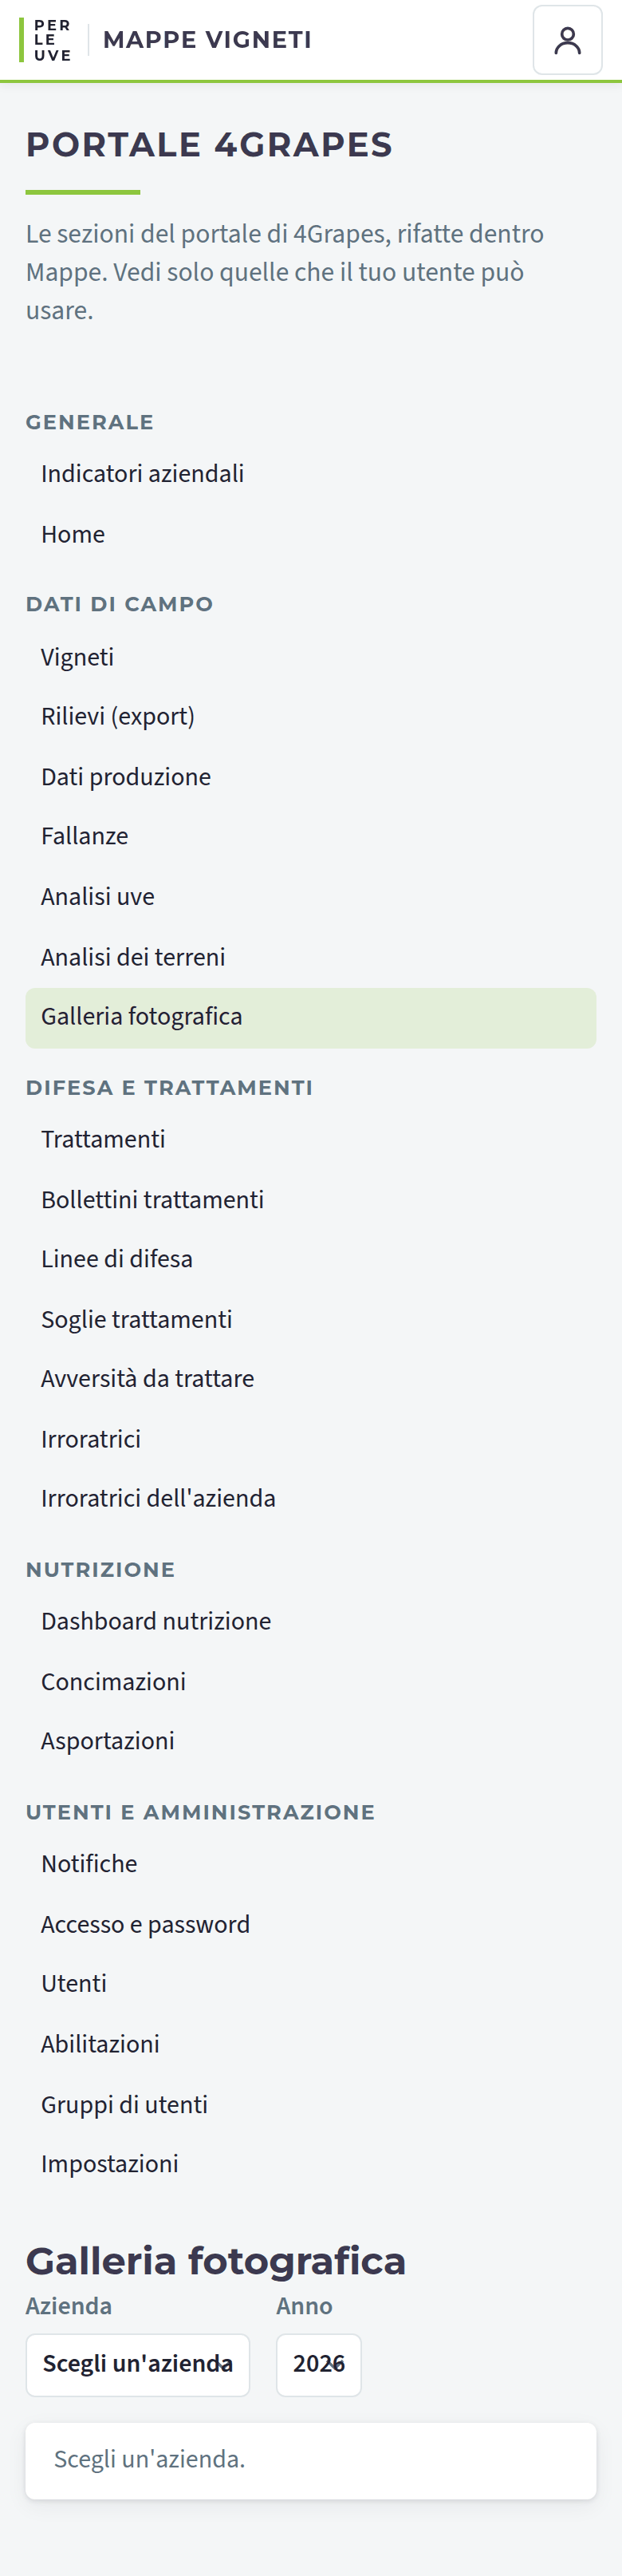 PER
LE
UVE
MAPPE VIGNETI
PORTALE 4GRAPES
Le sezioni del portale di 4Grapes, rifatte dentro
Mappe. Vedi solo quelle che il tuo utente può
usare.
GENERALE
Indicatori aziendali
Home
DATI DI CAMPO
Vigneti
Rilievi (export)
Dati produzione
Fallanze
Analisi uve
Analisi dei terreni
Galleria fotografica
DIFESA E TRATTAMENTI
Trattamenti
Bollettini trattamenti
Linee di difesa
Soglie trattamenti
Avversità da trattare
Irroratrici
Irroratrici dell'azienda
NUTRIZIONE
Dashboard nutrizione
Concimazioni
Asportazioni
UTENTI E AMMINISTRAZIONE
Notifiche
Accesso e password
Utenti
Abilitazioni
Gruppi di utenti
Impostazioni
Galleria fotografica
Azienda Anno
Scegli un'azienda 2026
Scegli un'azienda.